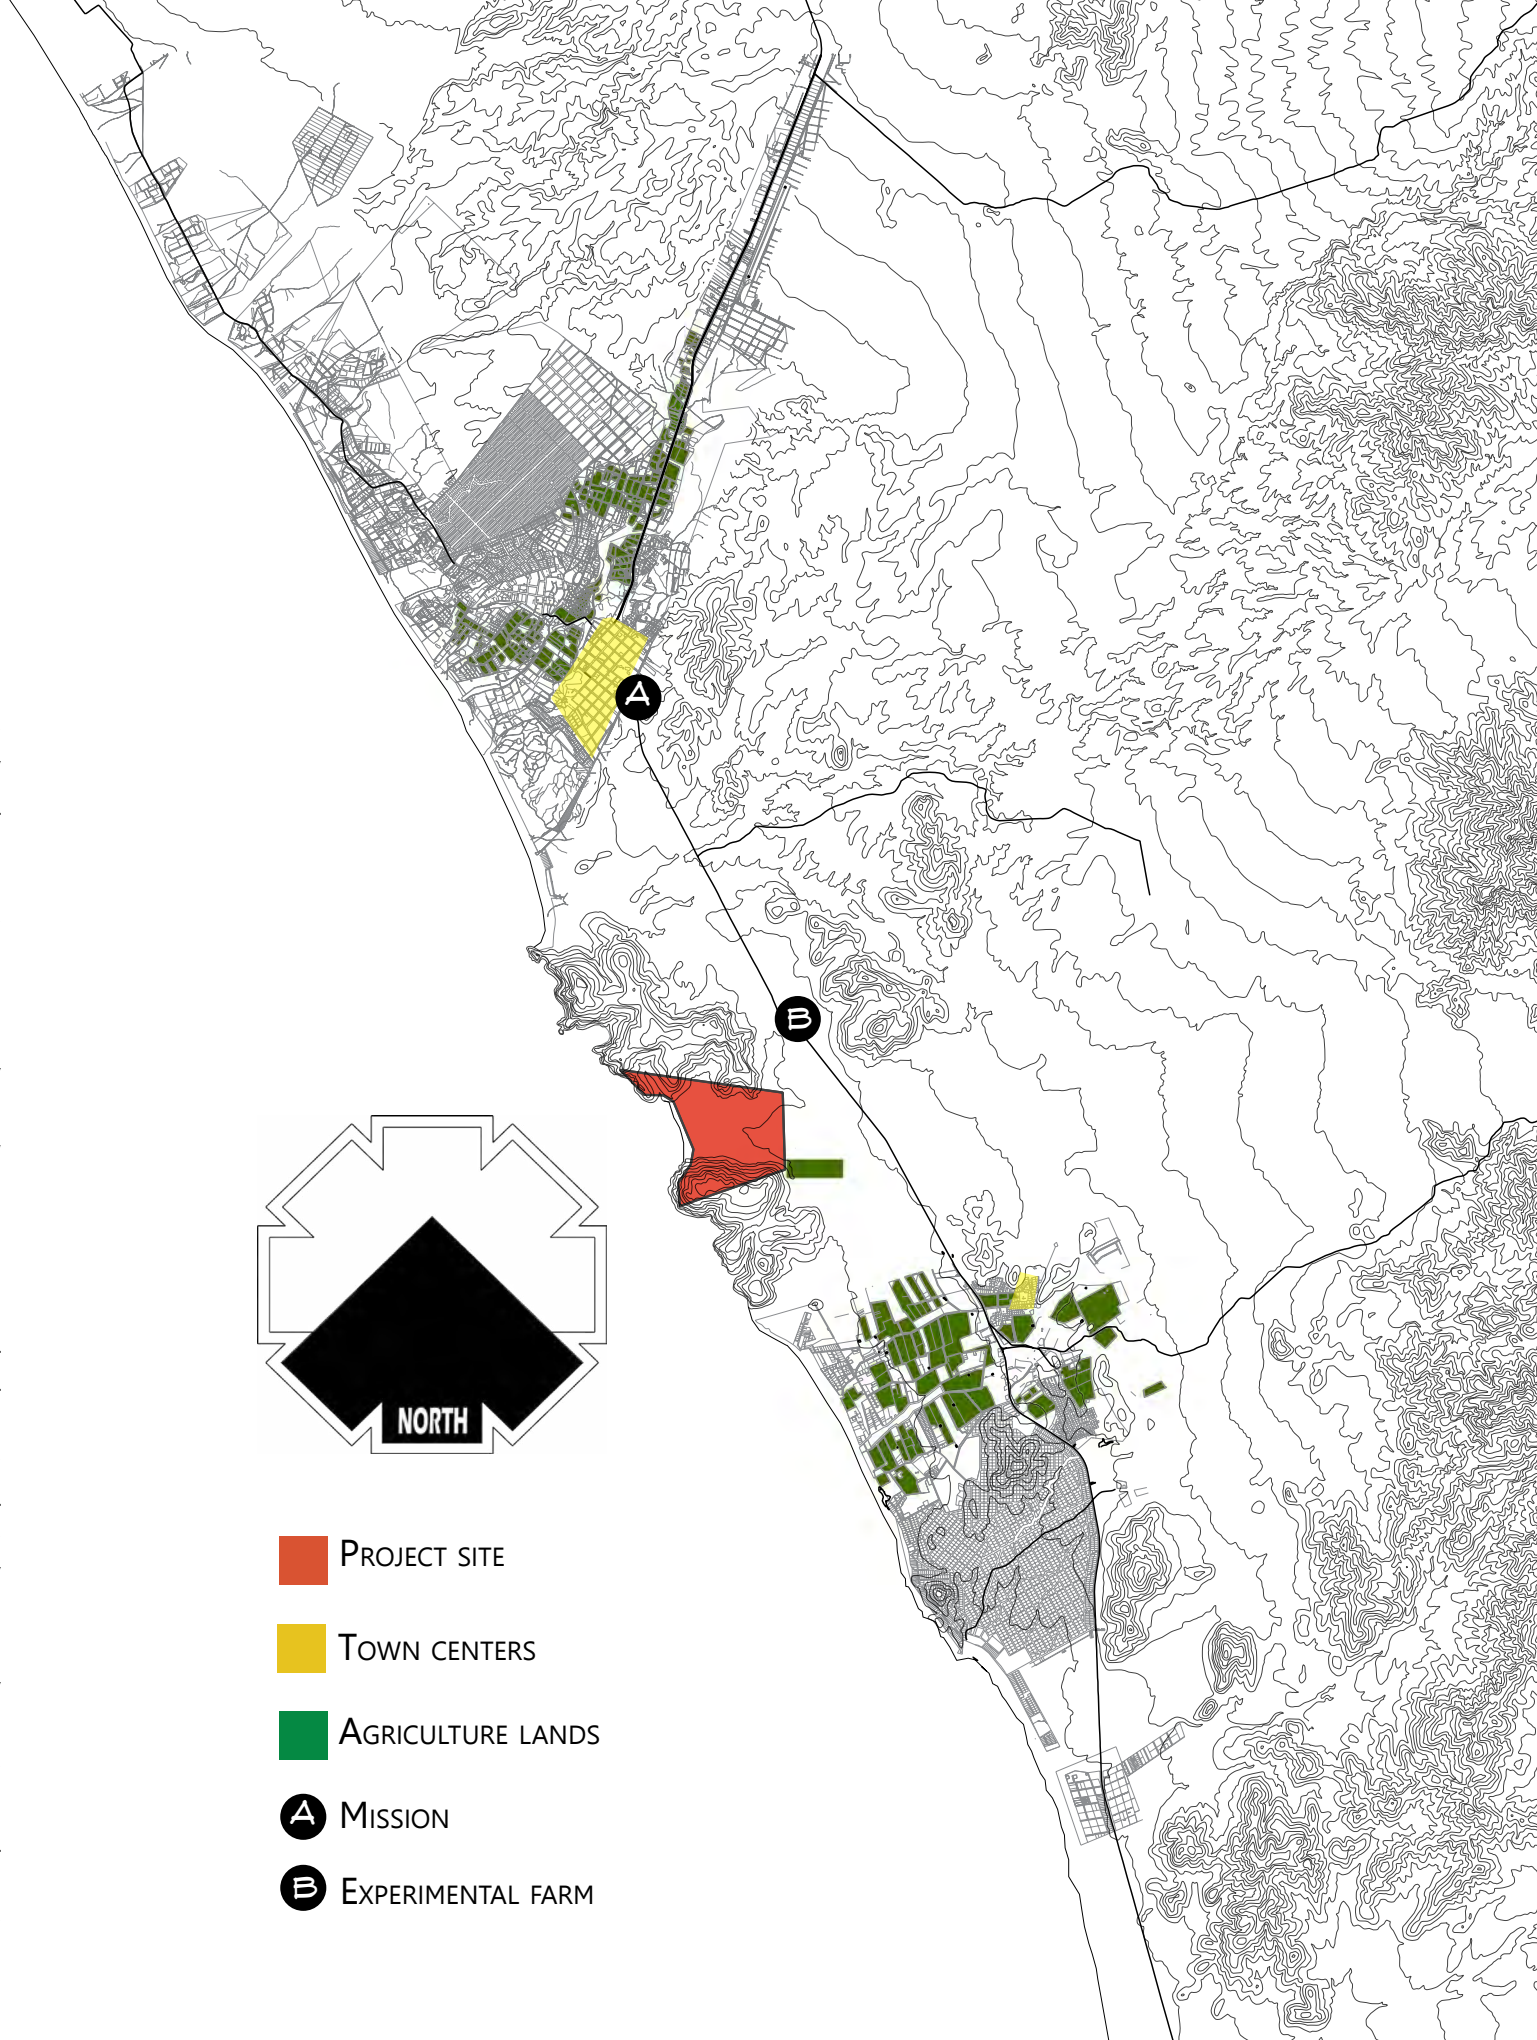 A
B
NORTH
Project site
Town centers
Agriculture lands
A Mission
B Experimental farm